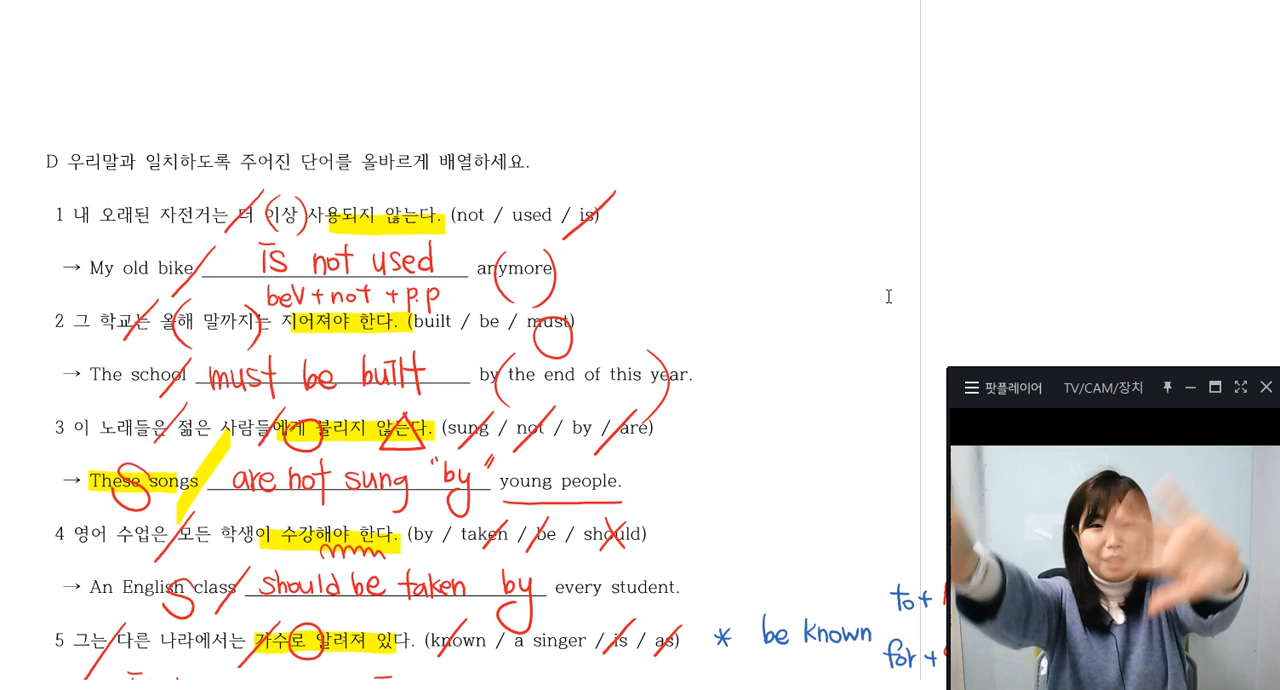 D 우리말과 일치하도록 주어진 단어를 올바르게 배열하세요.
1 내 오래된 자전거는 더 이상 사용되지 않는다. (not / used / is)
→ My old bike is not used anymore
beV + not + p.p
2 그 학교는 올해 말까지는 지어져야 한다. (built / be / must)
→ The school must be built by the end of this year.
3 이 노래들은 젊은 사람들에게 불리지 않는다. (sung / not / by / are)
→ These songs are not sung "by" young people.
S
4 영어 수업은 모든 학생이 수강해야 한다. (by / taken / be / should)
→ An English class should be taken by every student.
S
5 그는 다른 나라에서는 가수로 알려져 있다. (known / a singer / is / as)
* be known
to +
for +
팟플레이어 TV/CAM/장치